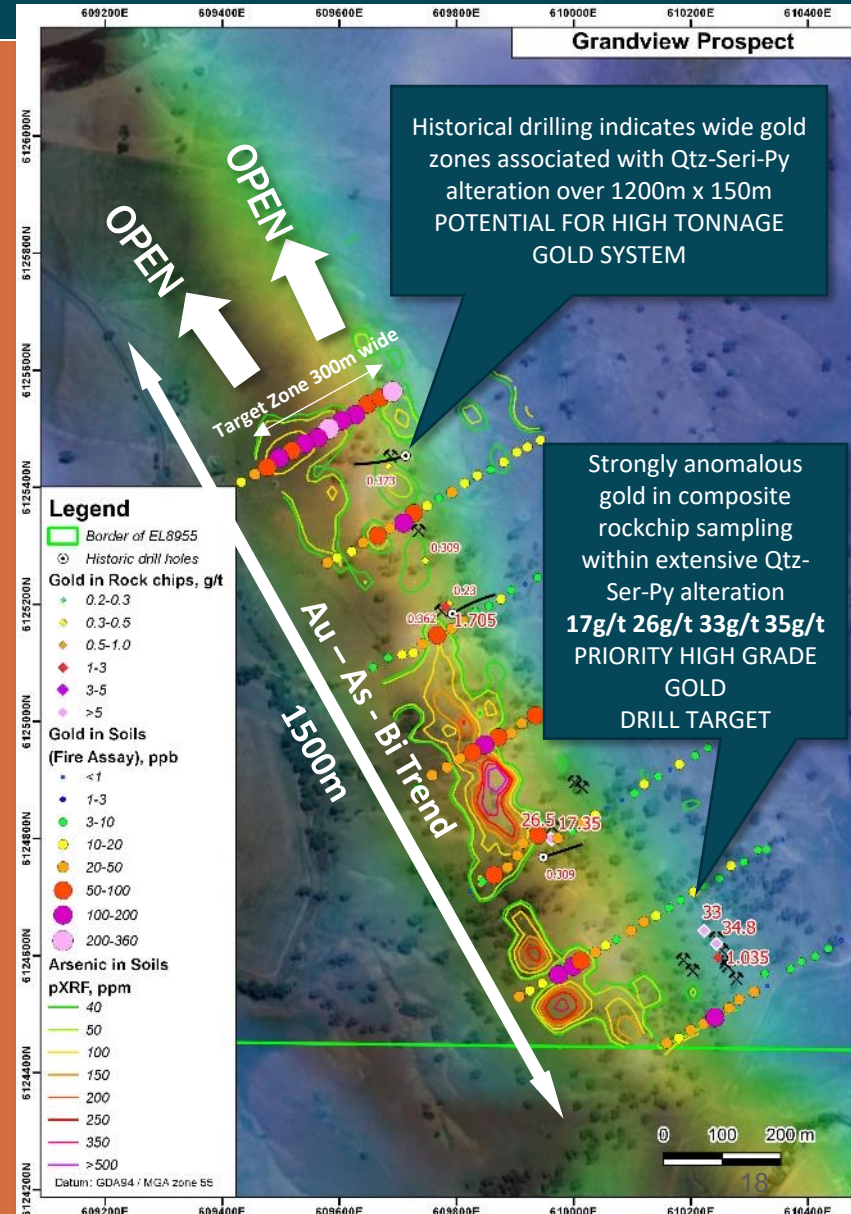 609200E 609400E 609600E 609800E 610000E 610200E 610400E
Grandview Prospect
6126000N
6125800N
6125600N
6125400N
6125200N
6125000N
6124800N
6124600N
6124400N
6124200N
Historical drilling indicates wide gold
zones associated with Qtz-Seri-Py
alteration over 1200m x 150m
POTENTIAL FOR HIGH TONNAGE
GOLD SYSTEM
OPEN
OPEN
Target Zone 300m wide
Strongly anomalous
gold in composite
rockchip sampling
within extensive Qtz-
Ser-Py alteration
17g/t 26g/t 33g/t 35g/t
PRIORITY HIGH GRADE
GOLD
DRILL TARGET
0.373
0.309
0.23
0.362
1.705
Au – As - Bi Trend
1500m
26.5
17.35
0.309
33
34.8
1.035
Legend
Border of EL8955
Historic drill holes
Gold in Rock chips, g/t
0.2-0.3
0.3-0.5
0.5-1.0
1-3
3-5
>5
Gold in Soils
(Fire Assay), ppb
<1
1-3
3-10
10-20
20-50
50-100
100-200
200-360
Arsenic in Soils
pXRF, ppm
40
50
100
150
200
250
350
>500
Datum: GDA94 / MGA zone 55
0 100 200 m
18
609200E 609400E 609600E 609800E 610000E 610200E 610400E